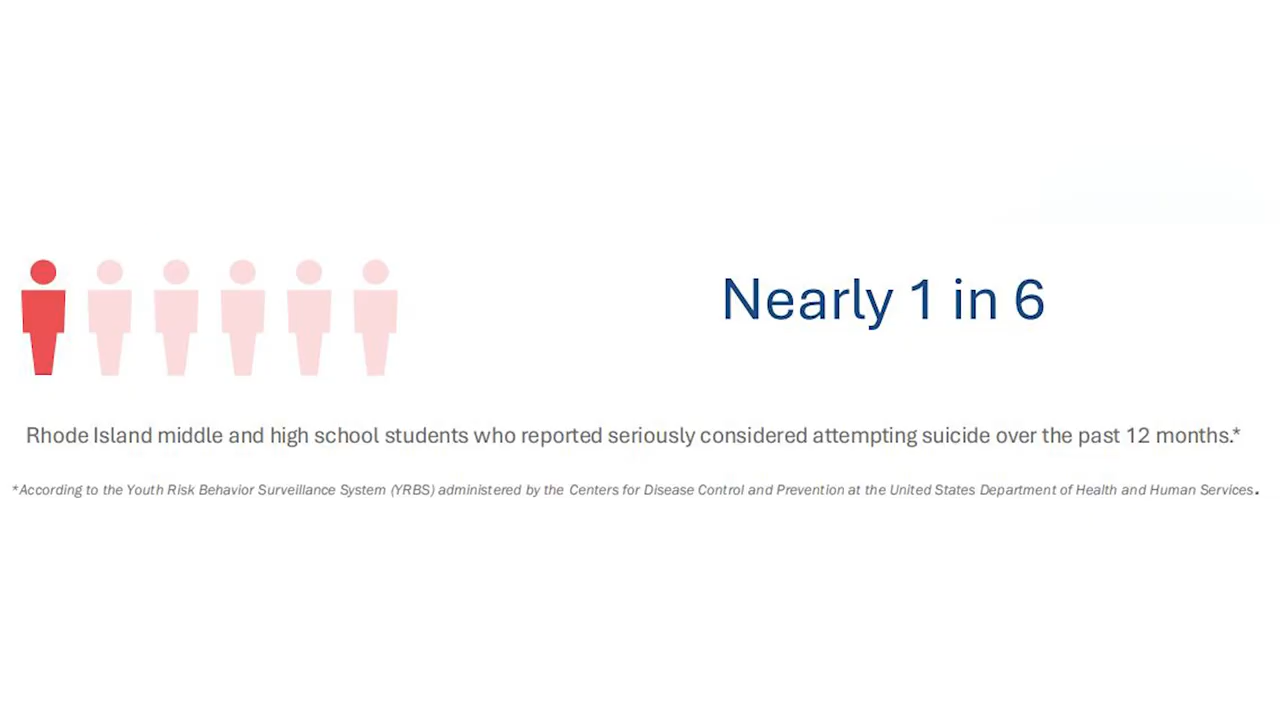 Nearly 1 in 6
Rhode Island middle and high school students who reported seriously considered attempting suicide over the past 12 months.*
*According to the Youth Risk Behavior Surveillance System (YRBS) administered by the Centers for Disease Control and Prevention at the United States Department of Health and Human Services.